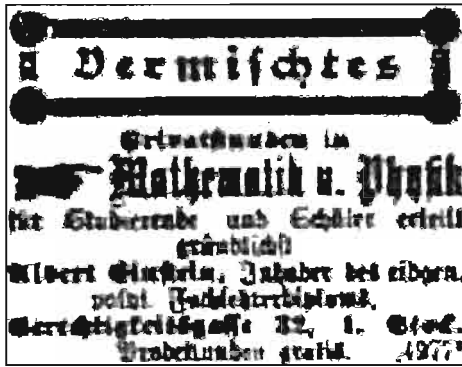 Vermischtes
Privatstunden in
Mathematik u. Physik
für Studierende und Schüler erteilt
gründlichst
Albert Einstein, Inhaber des eidgen.
polyt. Fachlehrerdiploms,
Gerechtigkeitsgasse 32, 1. Stock.
Probestunden gratis.